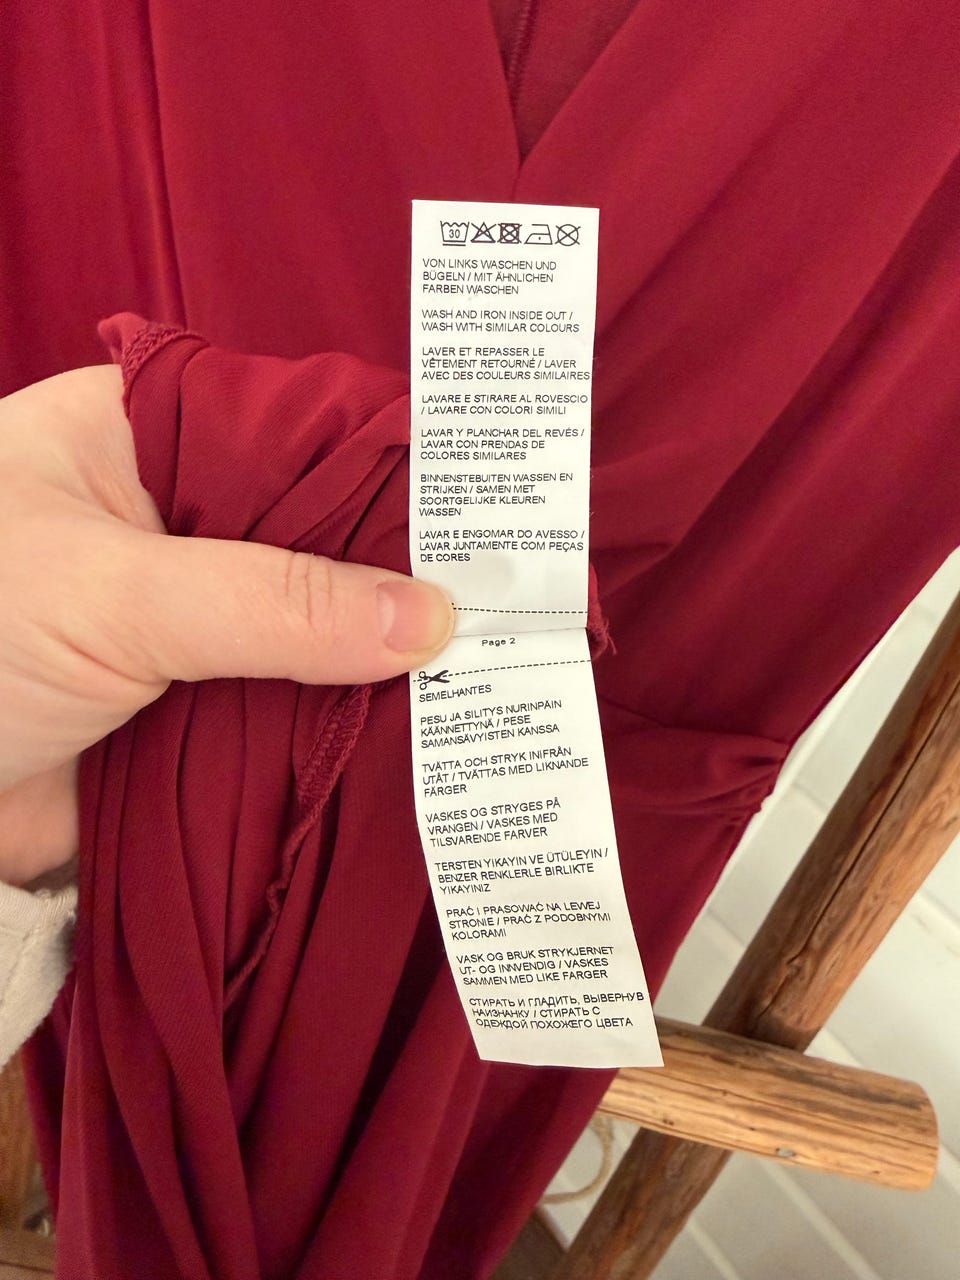 30
VON LINKS WASCHEN UND
BÜGELN / MIT ÄHNLICHEN
FARBEN WASCHEN
WASH AND IRON INSIDE OUT /
WASH WITH SIMILAR COLOURS
LAVER ET REPASSER LE
VÊTEMENT RETOURNÉ / LAVER
AVEC DES COULEURS SIMILAIRES
LAVARE E STIRARE AL ROVESCIO
/ LAVARE CON COLORI SIMILI
LAVAR Y PLANCHAR DEL REVÉS /
LAVAR CON PRENDAS DE
COLORES SIMILARES
BINNENSTEBUITEN WASSEN EN
STRIJKEN / SAMEN MET
SOORTGELIJKE KLEUREN
WASSEN
LAVAR E ENGOMAR DO AVESSO /
LAVAR JUNTAMENTE COM PEÇAS
DE CORES
Page 2
SEMELHANTES
PESU JA SILITYS NURINPAIN
KÄÄNNETTYNÄ / PESE
SAMANSÄVYISTEN KANSSA
TVÄTTA OCH STRYK INIFRÅN
UTÅT / TVÄTTAS MED LIKNANDE
FÄRGER
VASKES OG STRYGES PÅ
VRANGEN / VASKES MED
TILSVARENDE FARVER
TERSTEN YIKAYIN VE ÜTÜLEYIN /
BENZER RENKLERLE BIRLIKTE
YIKAYINIZ
PRAĆ I PRASOWAĆ NA LEWEJ
STRONIE / PRAĆ Z PODOBNYMI
KOLORAMI
VASK OG BRUK STRYKJERNET
UT- OG INNVENDIG / VASKES
SAMMEN MED LIKE FARGER
СТИРАТЬ И ГЛАДИТЬ, ВЫВЕРНУВ
НАИЗНАНКУ / СТИРАТЬ С
ОДЕЖДОЙ ПОХОЖЕГО ЦВЕТА